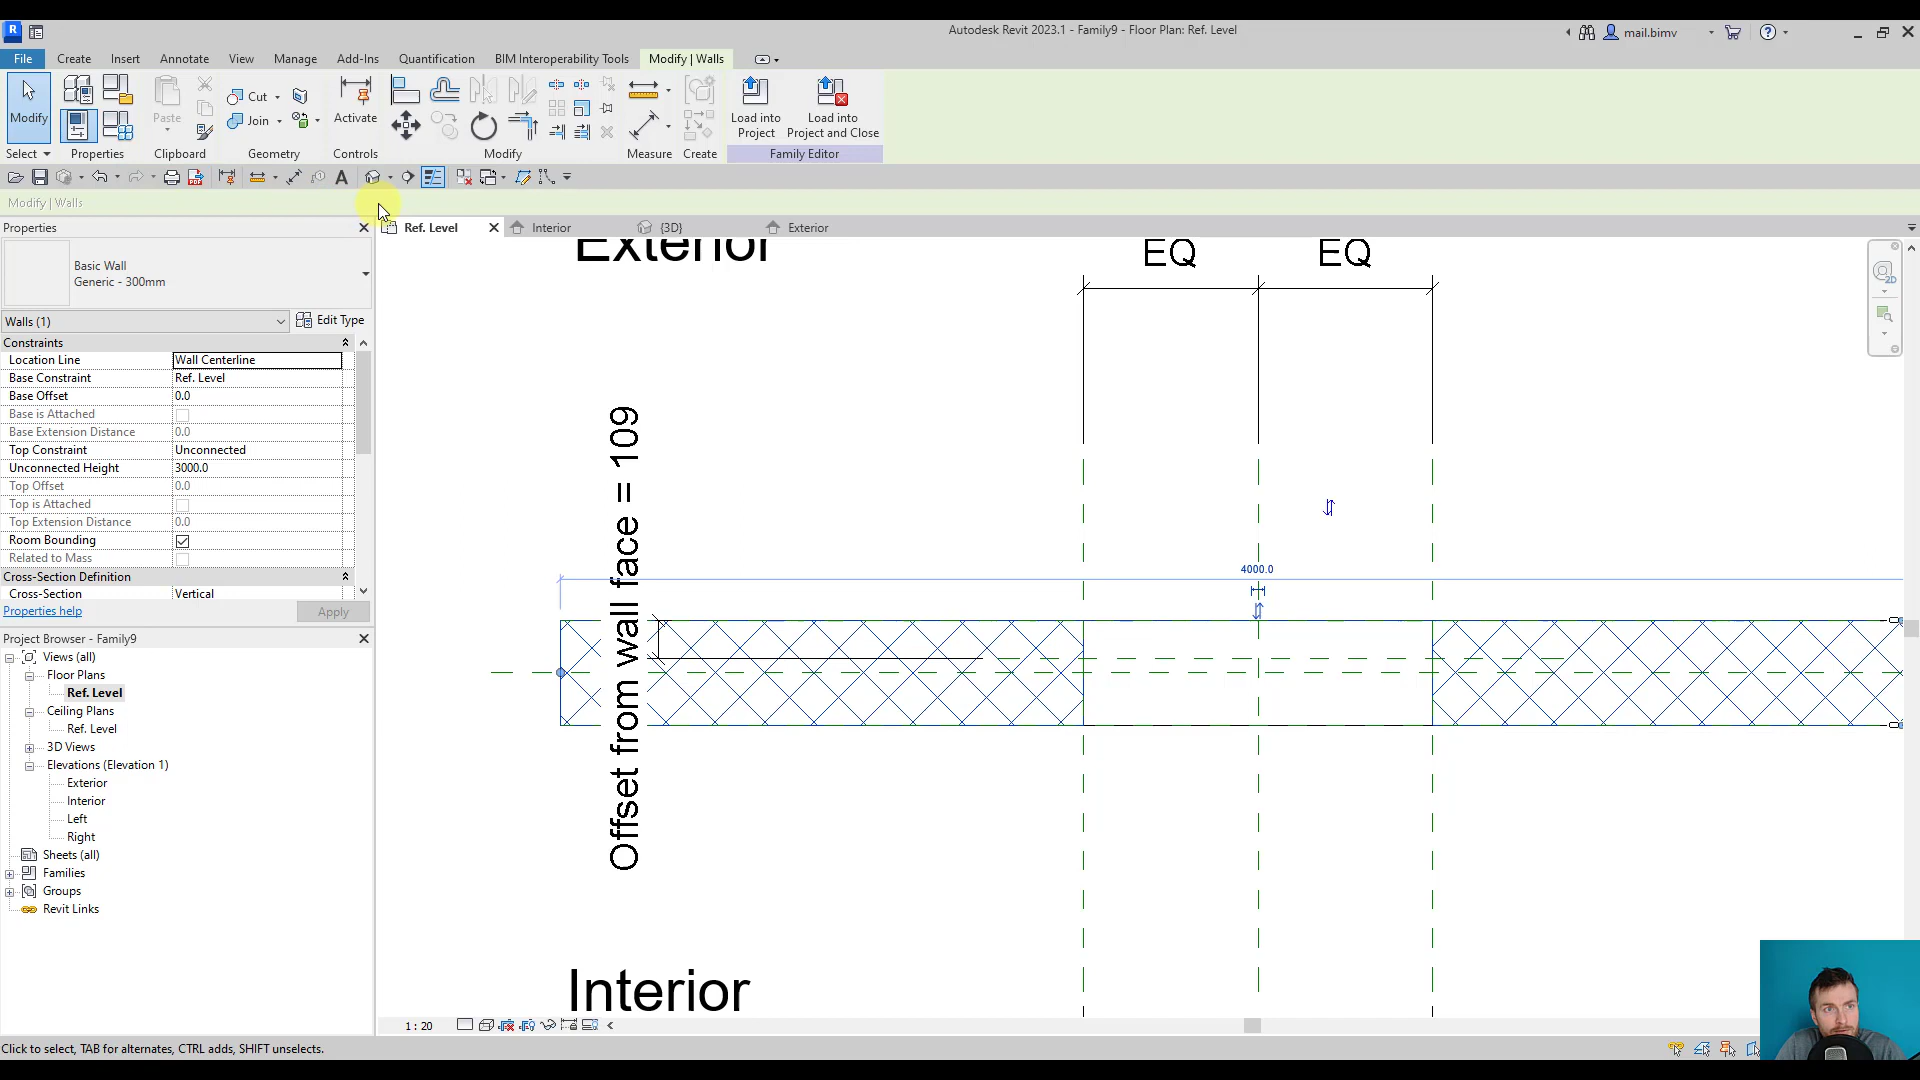 Autodesk Revit 2023.1 - Family9 - Floor Plan: Ref. Level
mail.bimv
File Create Insert Annotate View Manage Add-Ins Quantification BIM Interoperability Tools Modify | Walls
Modify
Paste
Cut
Join
Activate
Load into Project
Load into Project and Close
Select Properties Clipboard Geometry Controls Modify Measure Create Family Editor
Modify | Walls
Properties
Ref. Level
Interior
{3D}
Exterior
Basic Wall
Generic - 300mm
Walls (1)
Edit Type
Constraints
Location Line Wall Centerline
Base Constraint Ref. Level
Base Offset 0.0
Base is Attached
Base Extension Distance 0.0
Top Constraint Unconnected
Unconnected Height 3000.0
Top Offset 0.0
Top is Attached
Top Extension Distance 0.0
Room Bounding
Related to Mass
Cross-Section Definition
Cross-Section Vertical
Properties help
Apply
Project Browser - Family9
Views (all)
Floor Plans
Ref. Level
Ceiling Plans
Ref. Level
3D Views
Elevations (Elevation 1)
Exterior
Interior
Left
Right
Sheets (all)
Families
Groups
Revit Links
Exterior
EQ EQ
Offset from wall face = 109
4000.0
Interior
1 : 20
Click to select, TAB for alternates, CTRL adds, SHIFT unselects.